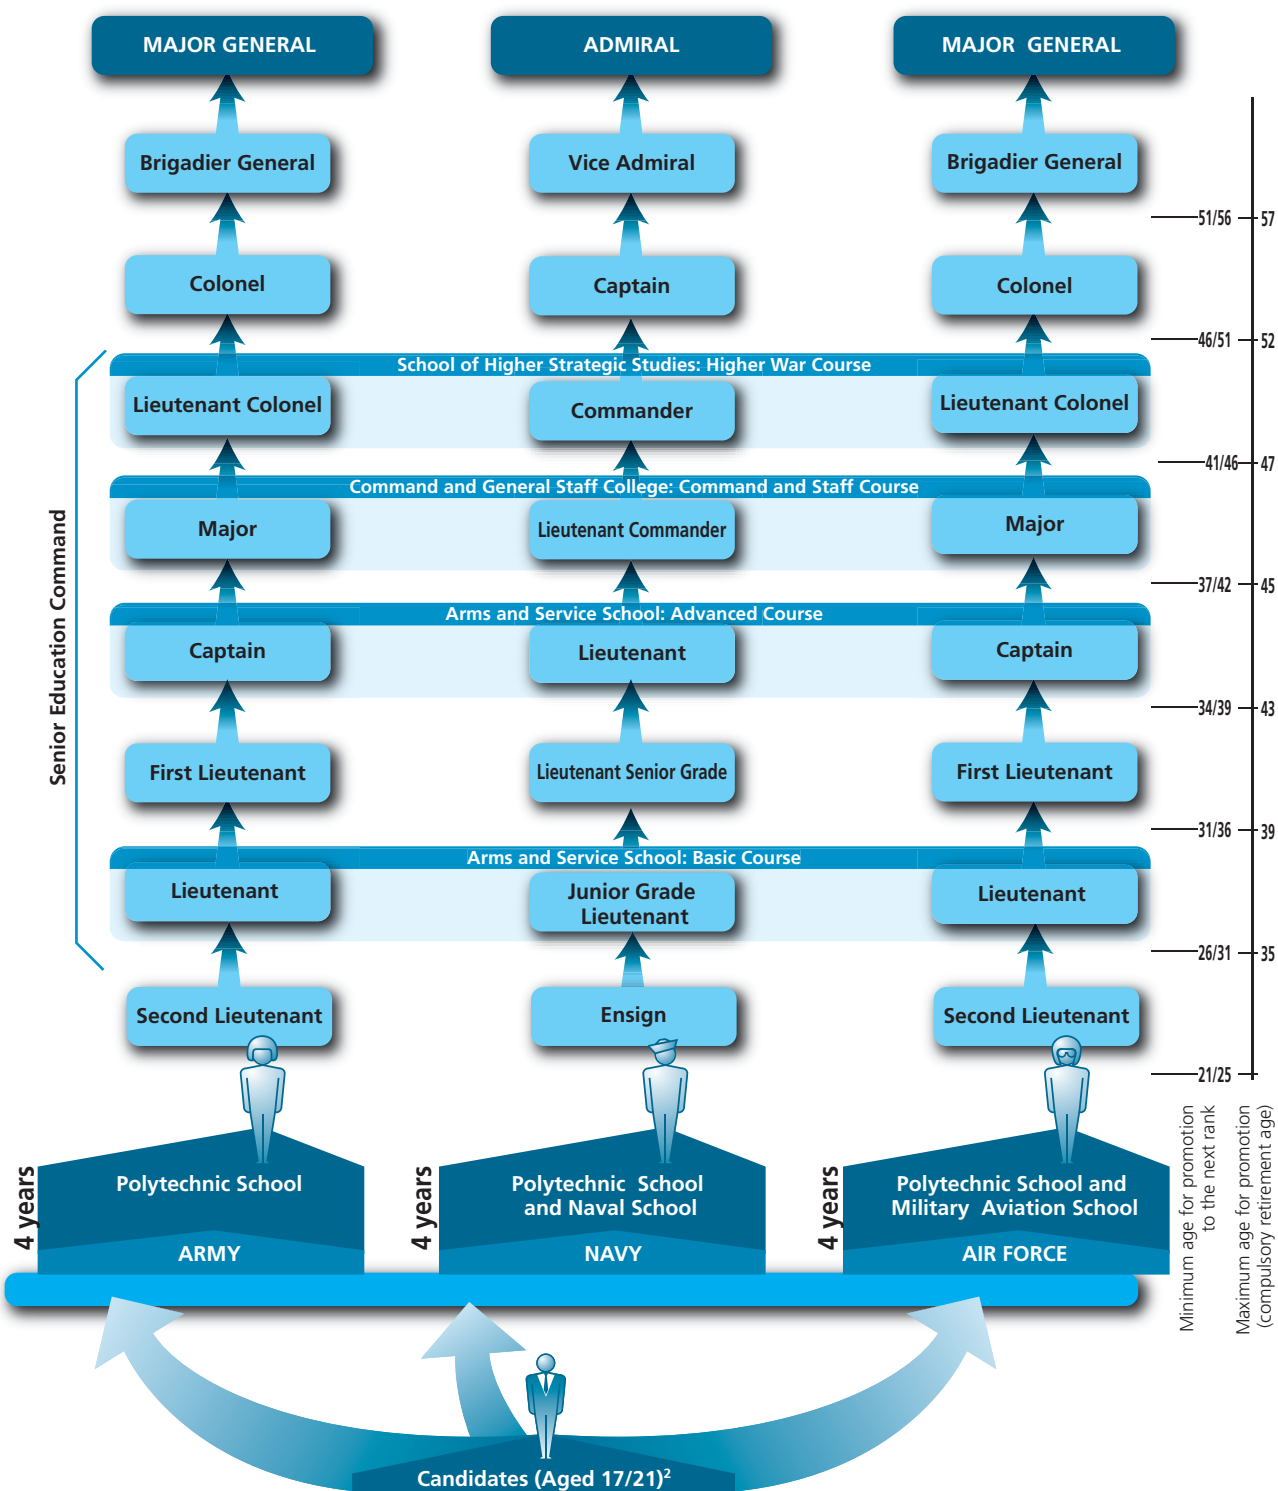 MAJOR GENERAL
ADMIRAL
MAJOR GENERAL
Brigadier General
Vice Admiral
Brigadier General
51/56
57
Colonel
Captain
Colonel
46/51
52
School of Higher Strategic Studies: Higher War Course
Lieutenant Colonel
Commander
Lieutenant Colonel
41/46
47
Command and General Staff College: Command and Staff Course
Major
Lieutenant Commander
Major
37/42
45
Arms and Service School: Advanced Course
Captain
Lieutenant
Captain
34/39
43
First Lieutenant
Lieutenant Senior Grade
First Lieutenant
31/36
39
Arms and Service School: Basic Course
Lieutenant
Junior Grade
Lieutenant
Lieutenant
26/31
35
Second Lieutenant
Ensign
Second Lieutenant
21/25
Senior Education Command
Minimum age for promotion
to the next rank
Maximum age for promotion
(compulsory retirement age)
4 years
Polytechnic School
ARMY
4 years
Polytechnic School
and Naval School
NAVY
4 years
Polytechnic School and
Military Aviation School
AIR FORCE
Candidates (Aged 17/21)²